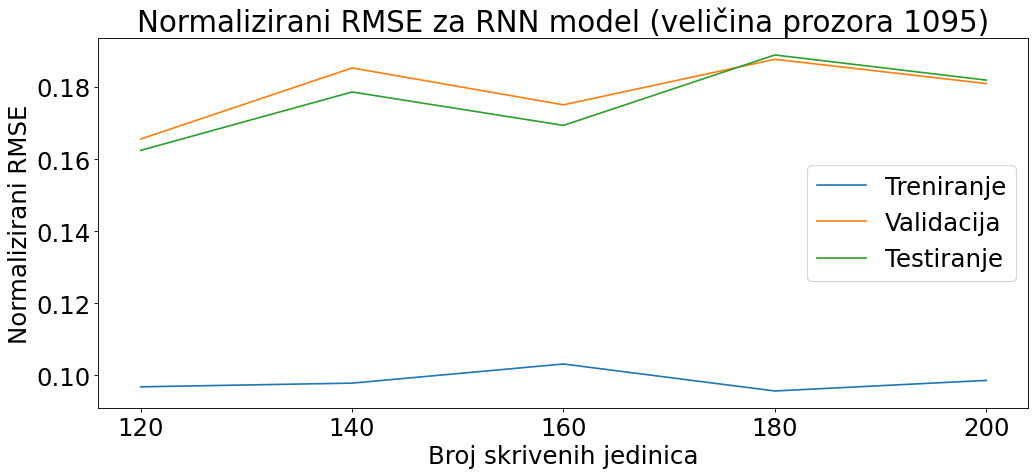 Normalizirani RMSE za RNN model (veličina prozora 1095)
Normalizirani RMSE
0.18
0.16
0.14
0.12
0.10
Treniranje
Validacija
Testiranje
120 140 160 180 200
Broj skrivenih jedinica